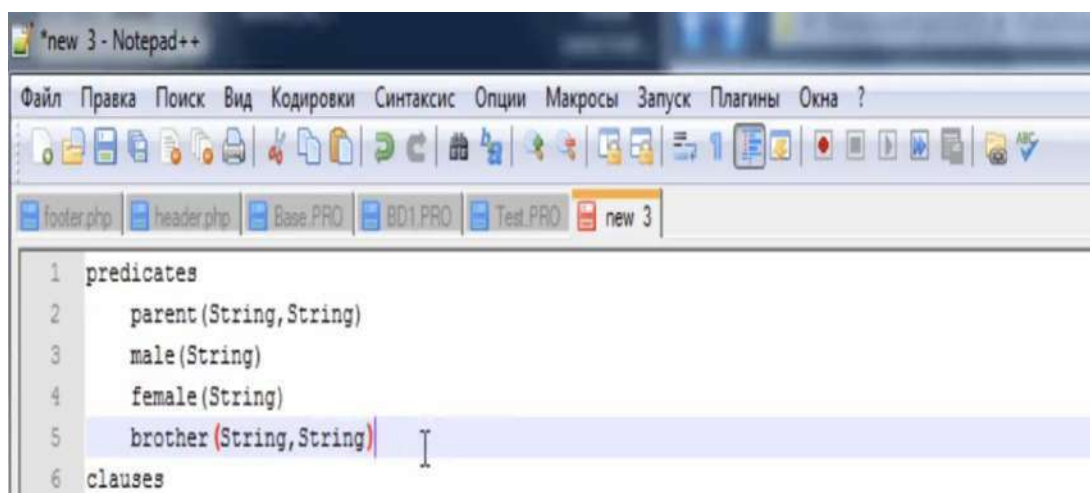 *new 3 - Notepad++
Файл Правка Поиск Вид Кодировки Синтаксис Опции Макросы Запуск Плагины Окна ?
footer.php header.php Base.PRO BD1.PRO Test.PRO new 3
1 predicates
2 parent(String,String)
3 male(String)
4 female(String)
5 brother(String,String)
6 clauses